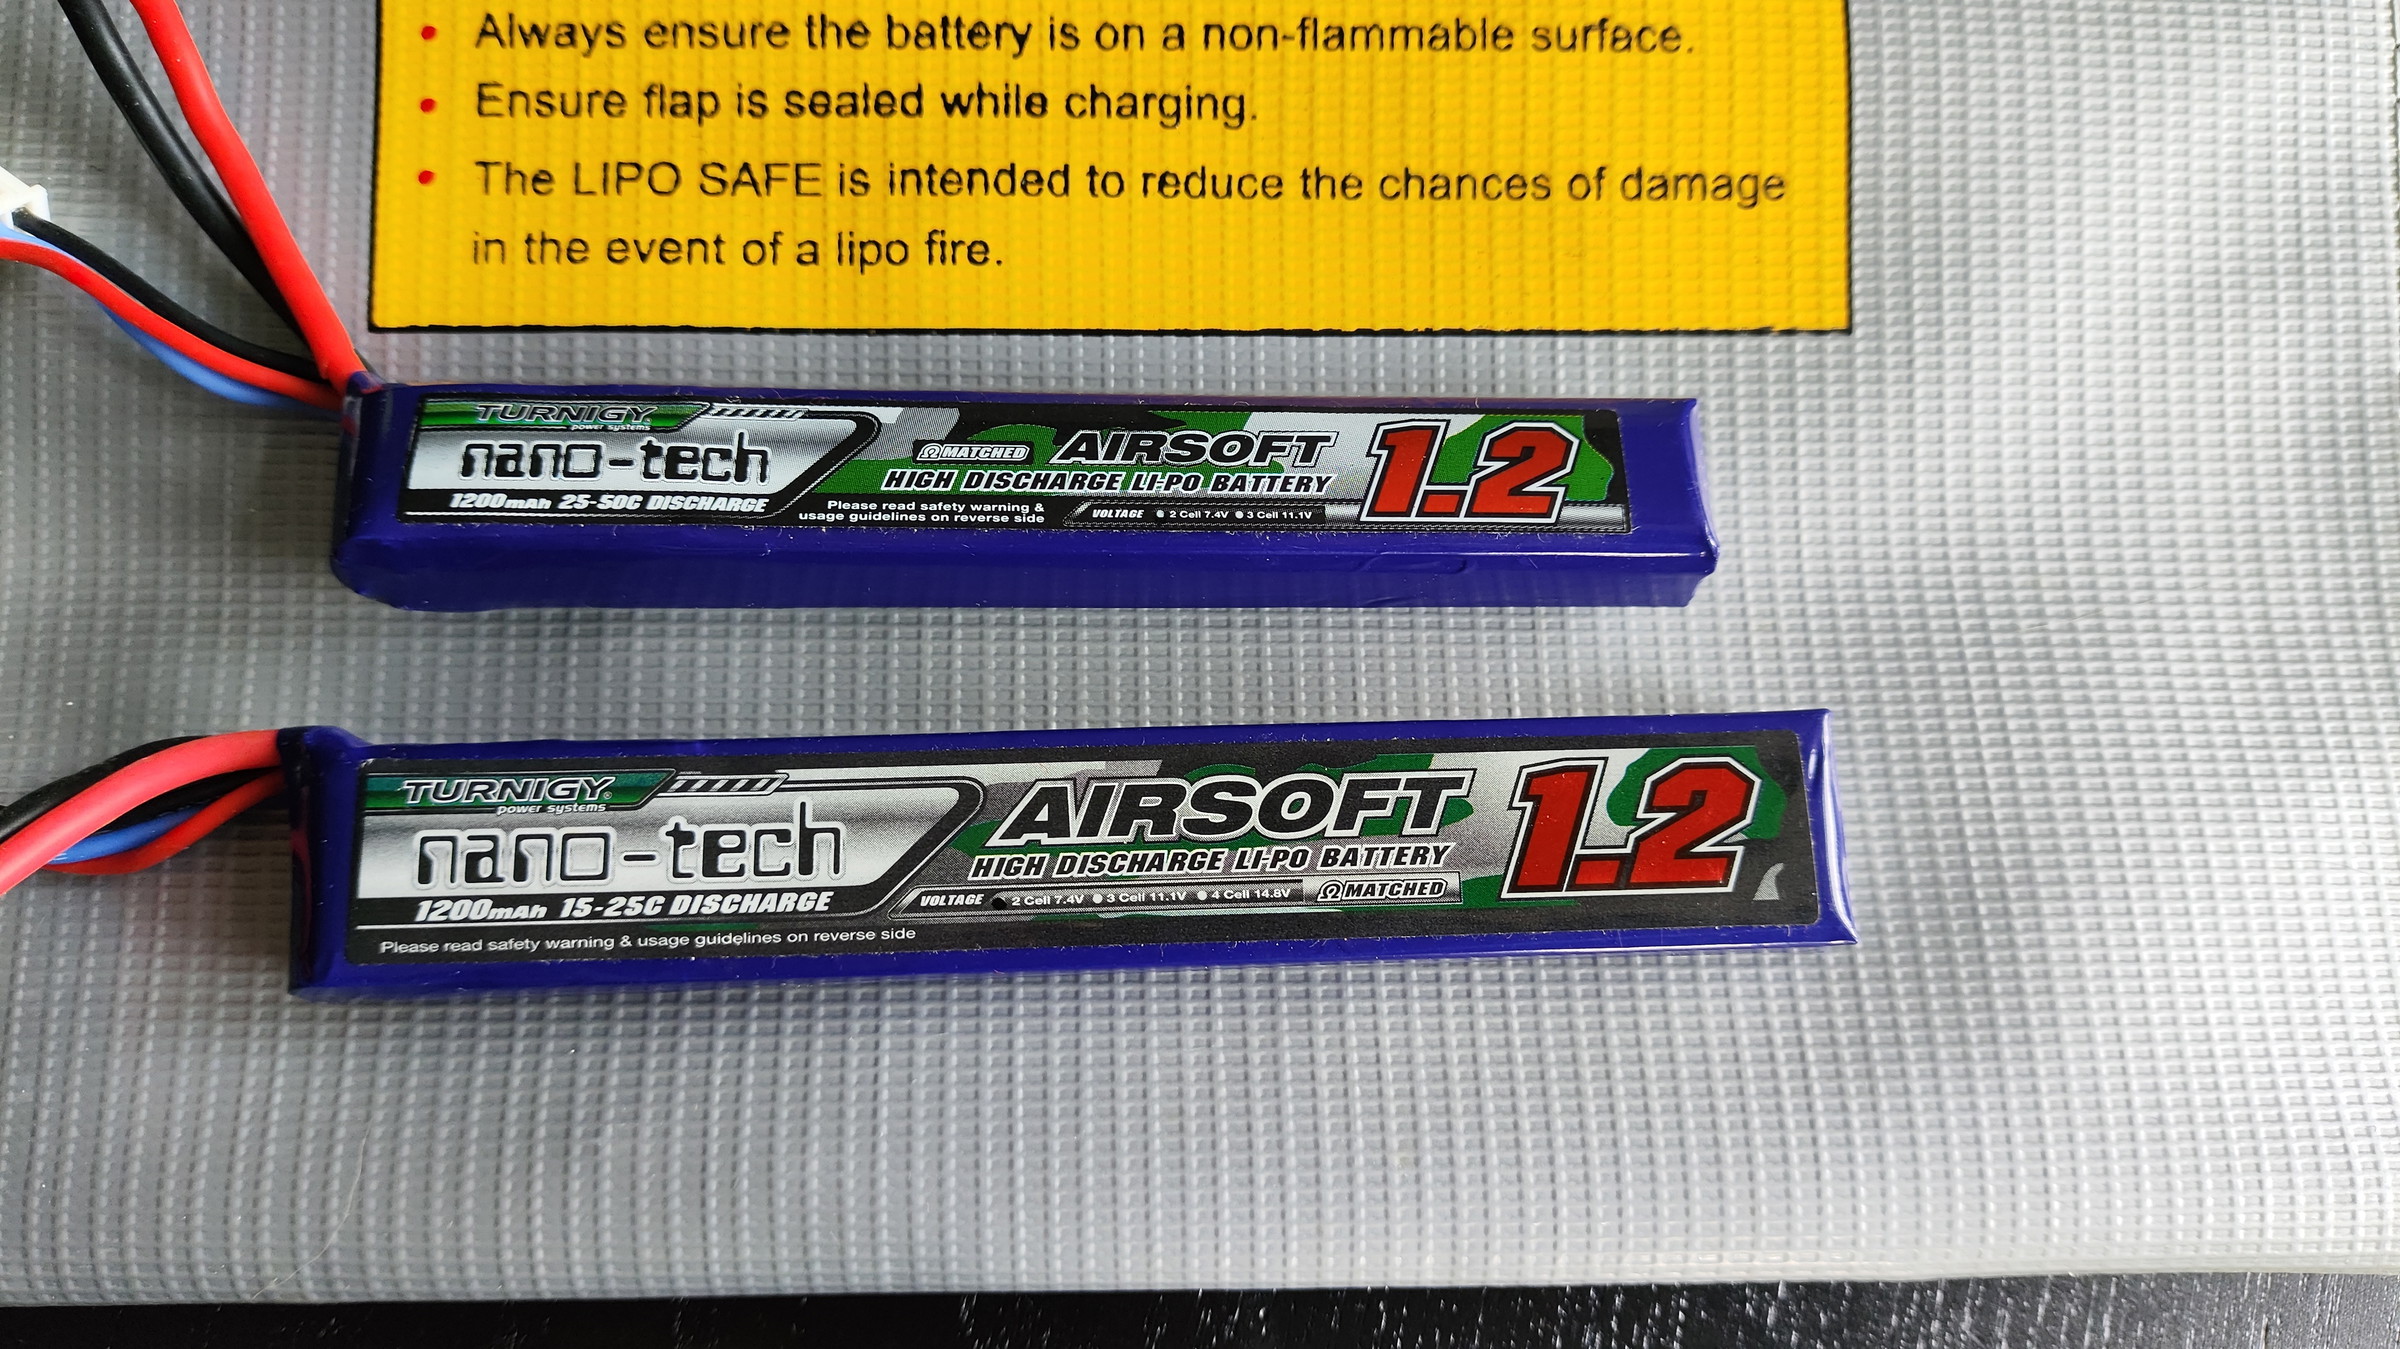 • Always ensure the battery is on a non-flammable surface.
• Ensure flap is sealed while charging.
• The LIPO SAFE is intended to reduce the chances of damage
in the event of a lipo fire.
TURNIGY
power systems
nano-tech
1200mAh 25-50C DISCHARGE
Ω MATCHED
AIRSOFT
HIGH DISCHARGE LI-PO BATTERY
Please read safety warning &
usage guidelines on reverse side
VOLTAGE ● 2 Cell 7.4V ● 3 Cell 11.1V
1.2
TURNIGY®
power systems
nano-tech
1200mAh 15-25C DISCHARGE
Please read safety warning & usage guidelines on reverse side
AIRSOFT
HIGH DISCHARGE LI-PO BATTERY
VOLTAGE ● 2 Cell 7.4V ● 3 Cell 11.1V ● 4 Cell 14.8V Ω MATCHED
1.2